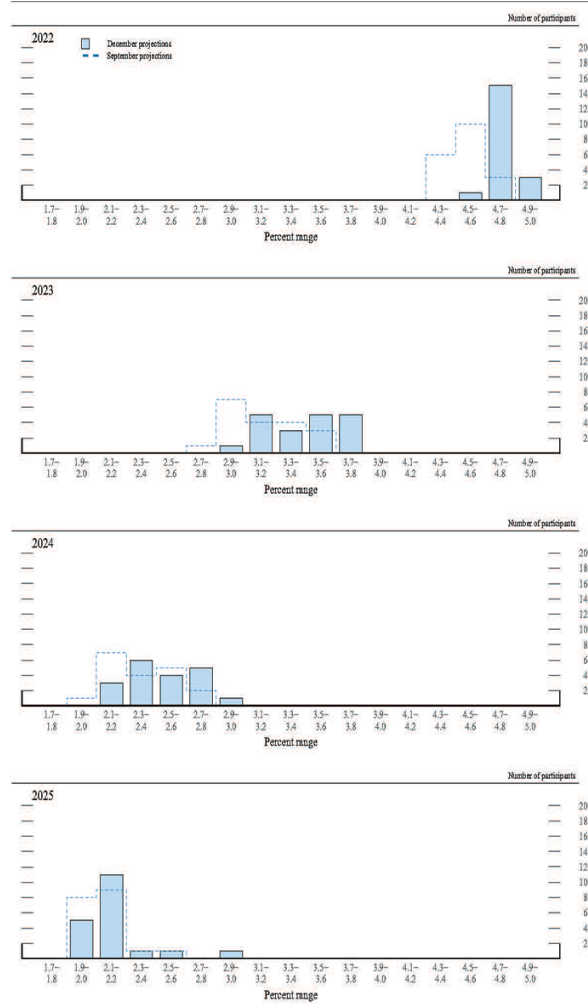 Number of participants
2022
December projections
September projections
20
18
16
14
12
10
8
6
4
2
1.7– 1.9– 2.1– 2.3– 2.5– 2.7– 2.9– 3.1– 3.3– 3.5– 3.7– 3.9– 4.1– 4.3– 4.5– 4.7– 4.9–
1.8 2.0 2.2 2.4 2.6 2.8 3.0 3.2 3.4 3.6 3.8 4.0 4.2 4.4 4.6 4.8 5.0
Percent range
Number of participants
2023
20
18
16
14
12
10
8
6
4
2
1.7– 1.9– 2.1– 2.3– 2.5– 2.7– 2.9– 3.1– 3.3– 3.5– 3.7– 3.9– 4.1– 4.3– 4.5– 4.7– 4.9–
1.8 2.0 2.2 2.4 2.6 2.8 3.0 3.2 3.4 3.6 3.8 4.0 4.2 4.4 4.6 4.8 5.0
Percent range
Number of participants
2024
20
18
16
14
12
10
8
6
4
2
1.7– 1.9– 2.1– 2.3– 2.5– 2.7– 2.9– 3.1– 3.3– 3.5– 3.7– 3.9– 4.1– 4.3– 4.5– 4.7– 4.9–
1.8 2.0 2.2 2.4 2.6 2.8 3.0 3.2 3.4 3.6 3.8 4.0 4.2 4.4 4.6 4.8 5.0
Percent range
Number of participants
2025
20
18
16
14
12
10
8
6
4
2
1.7– 1.9– 2.1– 2.3– 2.5– 2.7– 2.9– 3.1– 3.3– 3.5– 3.7– 3.9– 4.1– 4.3– 4.5– 4.7– 4.9–
1.8 2.0 2.2 2.4 2.6 2.8 3.0 3.2 3.4 3.6 3.8 4.0 4.2 4.4 4.6 4.8 5.0
Percent range